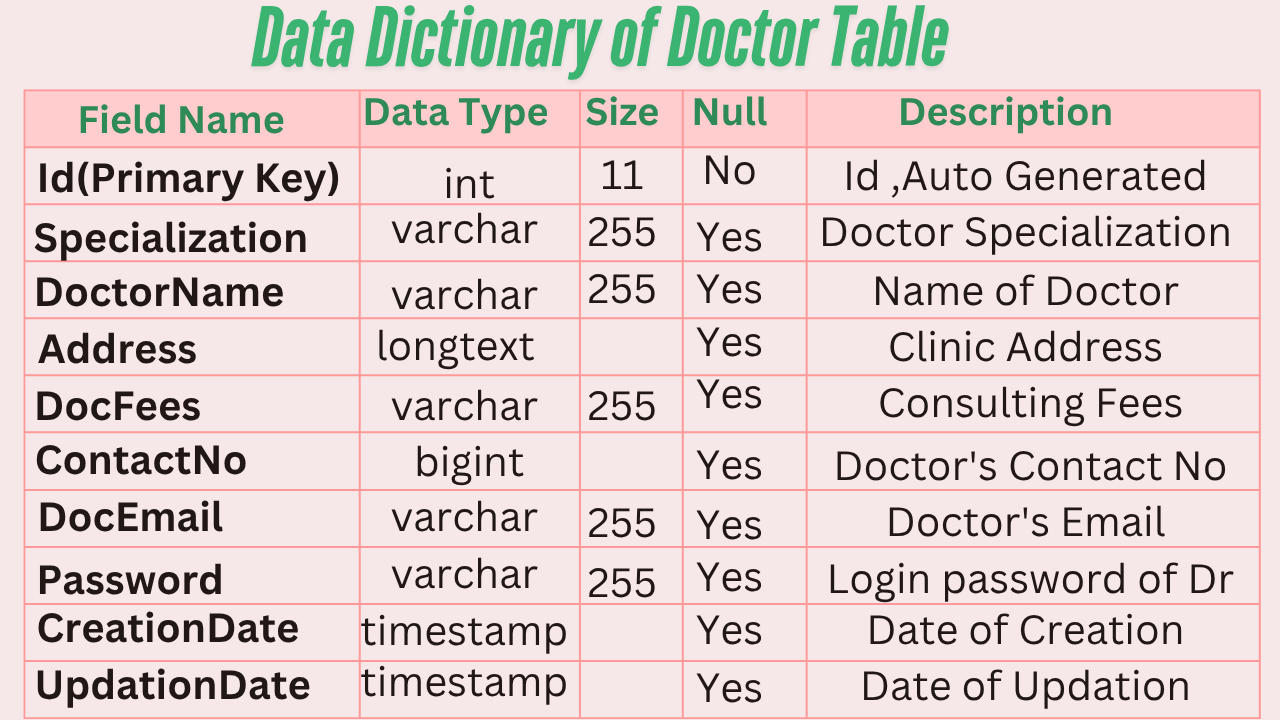 Data Dictionary of Doctor Table
Field Name Data Type Size Null Description
Id(Primary Key) int 11 No Id ,Auto Generated
Specialization varchar 255 Yes Doctor Specialization
DoctorName varchar 255 Yes Name of Doctor
Address longtext Yes Clinic Address
DocFees varchar 255 Yes Consulting Fees
ContactNo bigint Yes Doctor's Contact No
DocEmail varchar 255 Yes Doctor's Email
Password varchar 255 Yes Login password of Dr
CreationDate timestamp Yes Date of Creation
UpdationDate timestamp Yes Date of Updation